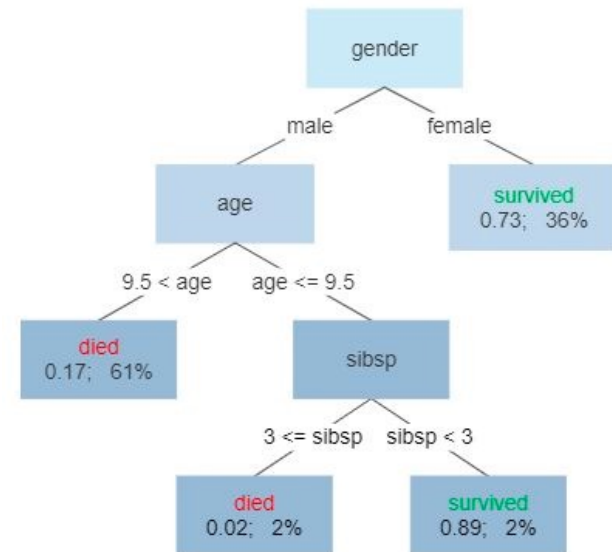 gender
male female
age
survived
0.73; 36%
9.5 < age age <= 9.5
died
0.17; 61%
sibsp
3 <= sibsp sibsp < 3
died
0.02; 2%
survived
0.89; 2%